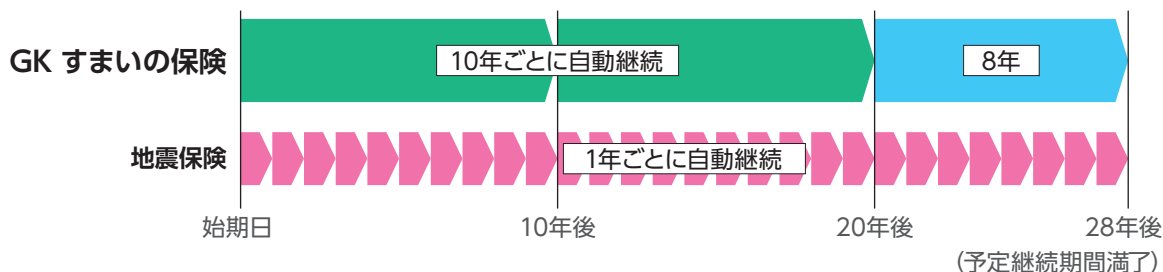 GK すまいの保険
10年ごとに自動継続
8年
地震保険
1年ごとに自動継続
始期日
10年後
20年後
28年後
(予定継続期間満了)